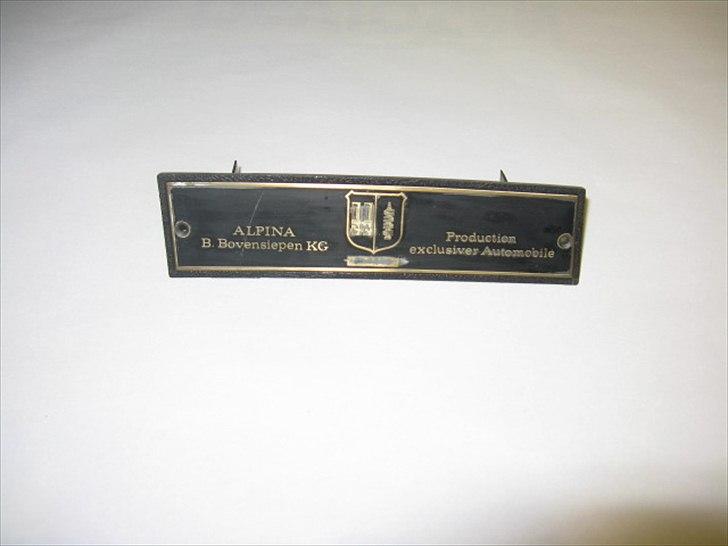 ALPINA
B. Bovensiepen KG
Production
exclusiver Automobile